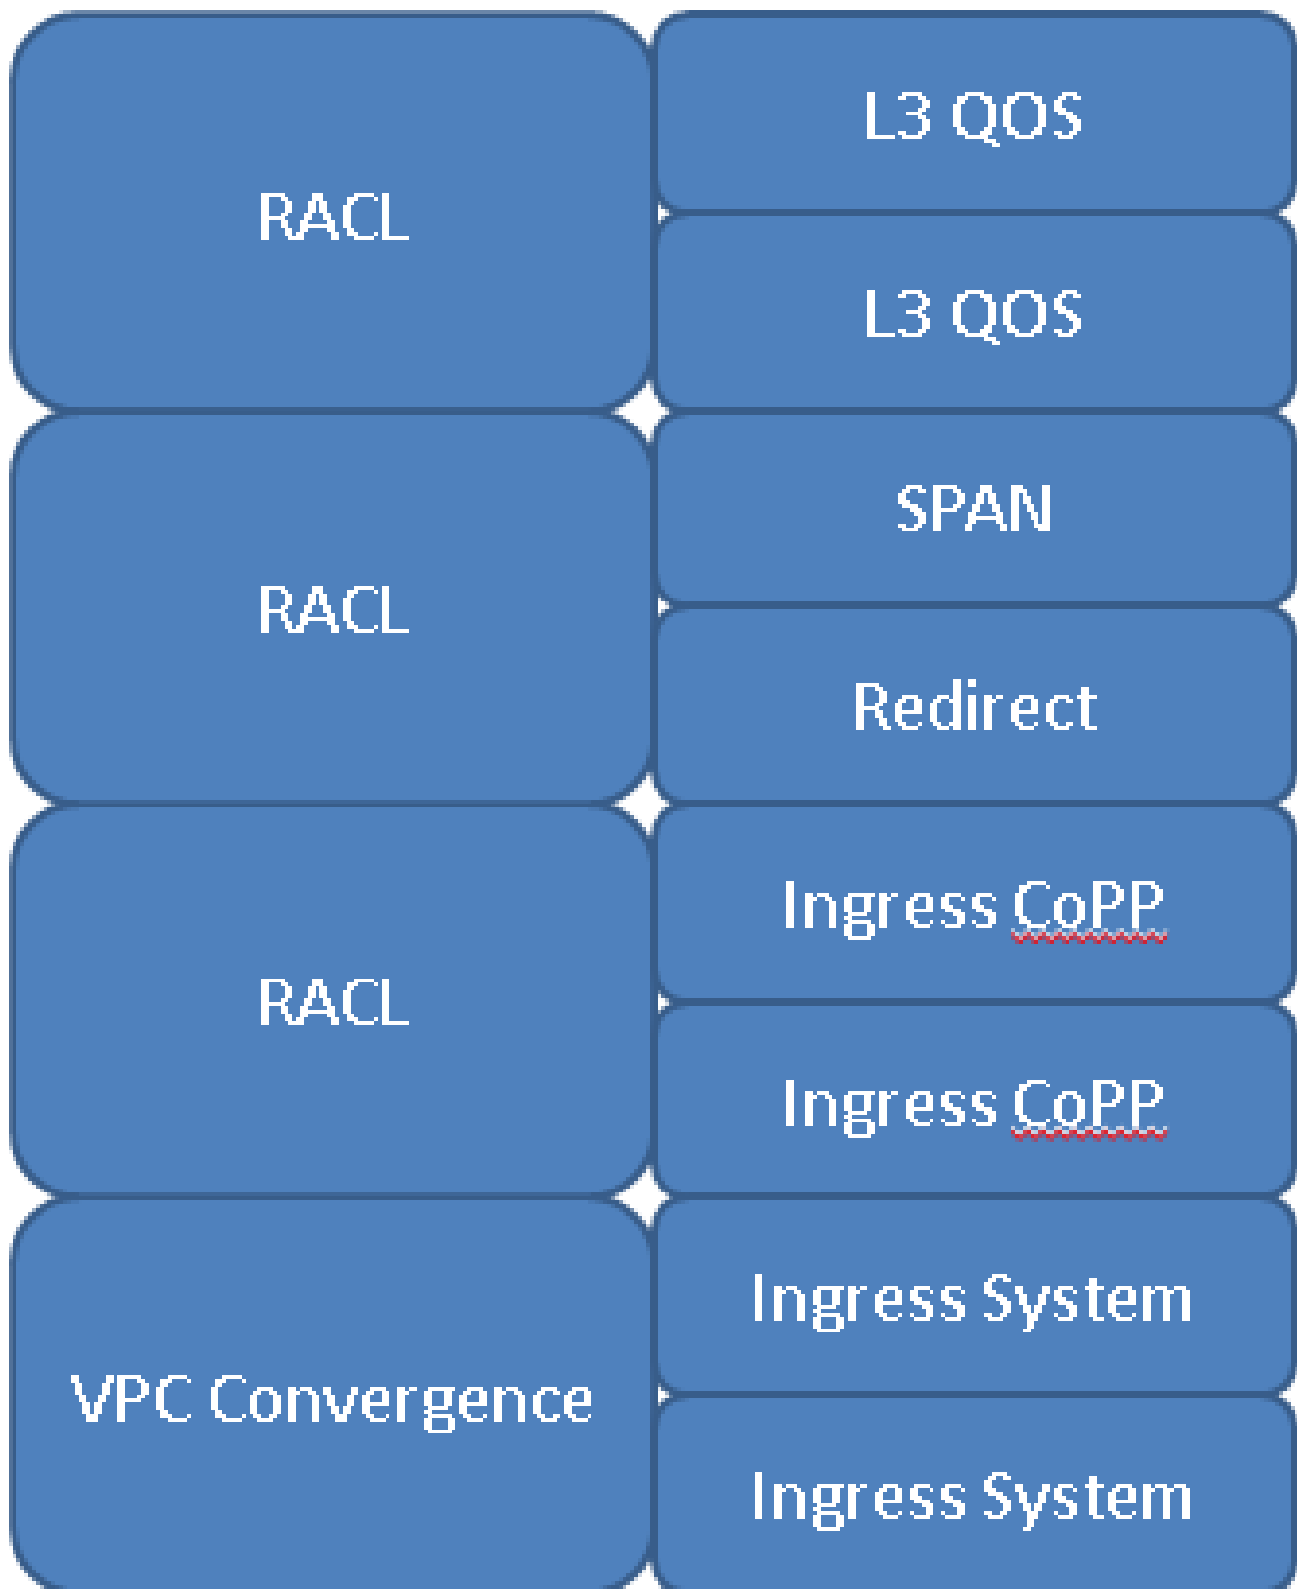 RACL
L3 QOS
L3 QOS
RACL
SPAN
Redirect
RACL
Ingress CoPP
Ingress CoPP
VPC Convergence
Ingress System
Ingress System